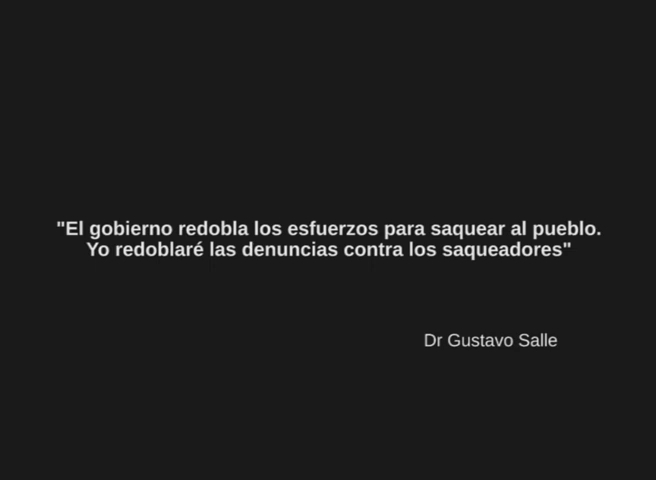 "El gobierno redobla los esfuerzos para saquear al pueblo.
Yo redoblaré las denuncias contra los saqueadores"
Dr Gustavo Salle